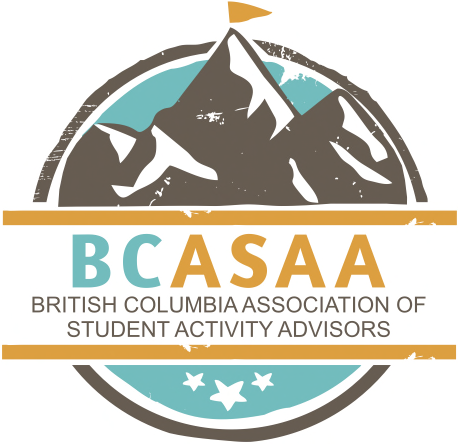 BCASAA
BRITISH COLUMBIA ASSOCIATION OF
STUDENT ACTIVITY ADVISORS